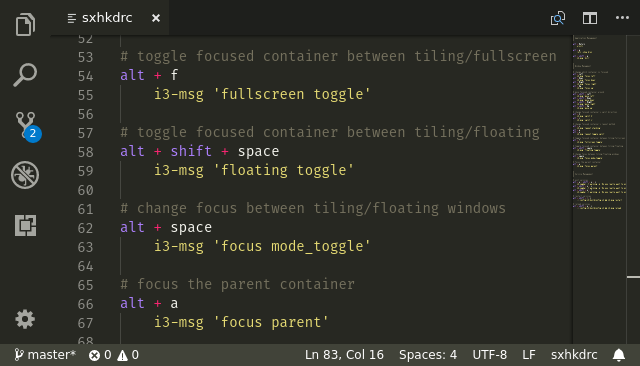 sxhkdrc ×
52
53 # toggle focused container between tiling/fullscreen
54 alt + f
55 i3-msg 'fullscreen toggle'
56
57 # toggle focused container between tiling/floating
58 alt + shift + space
59 i3-msg 'floating toggle'
60
61 # change focus between tiling/floating windows
62 alt + space
63 i3-msg 'focus mode_toggle'
64
65 # focus the parent container
66 alt + a
67 i3-msg 'focus parent'
68
2
master* 0 0 Ln 83, Col 16 Spaces: 4 UTF-8 LF sxhkdrc